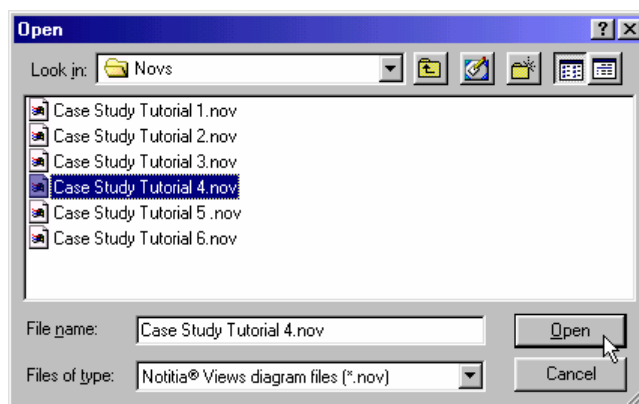 Open
Look in: Novs
Case Study Tutorial 1.nov
Case Study Tutorial 2.nov
Case Study Tutorial 3.nov
Case Study Tutorial 4.nov
Case Study Tutorial 5 .nov
Case Study Tutorial 6.nov
File name: Case Study Tutorial 4.nov Open
Files of type: Notitia® Views diagram files (*.nov) Cancel